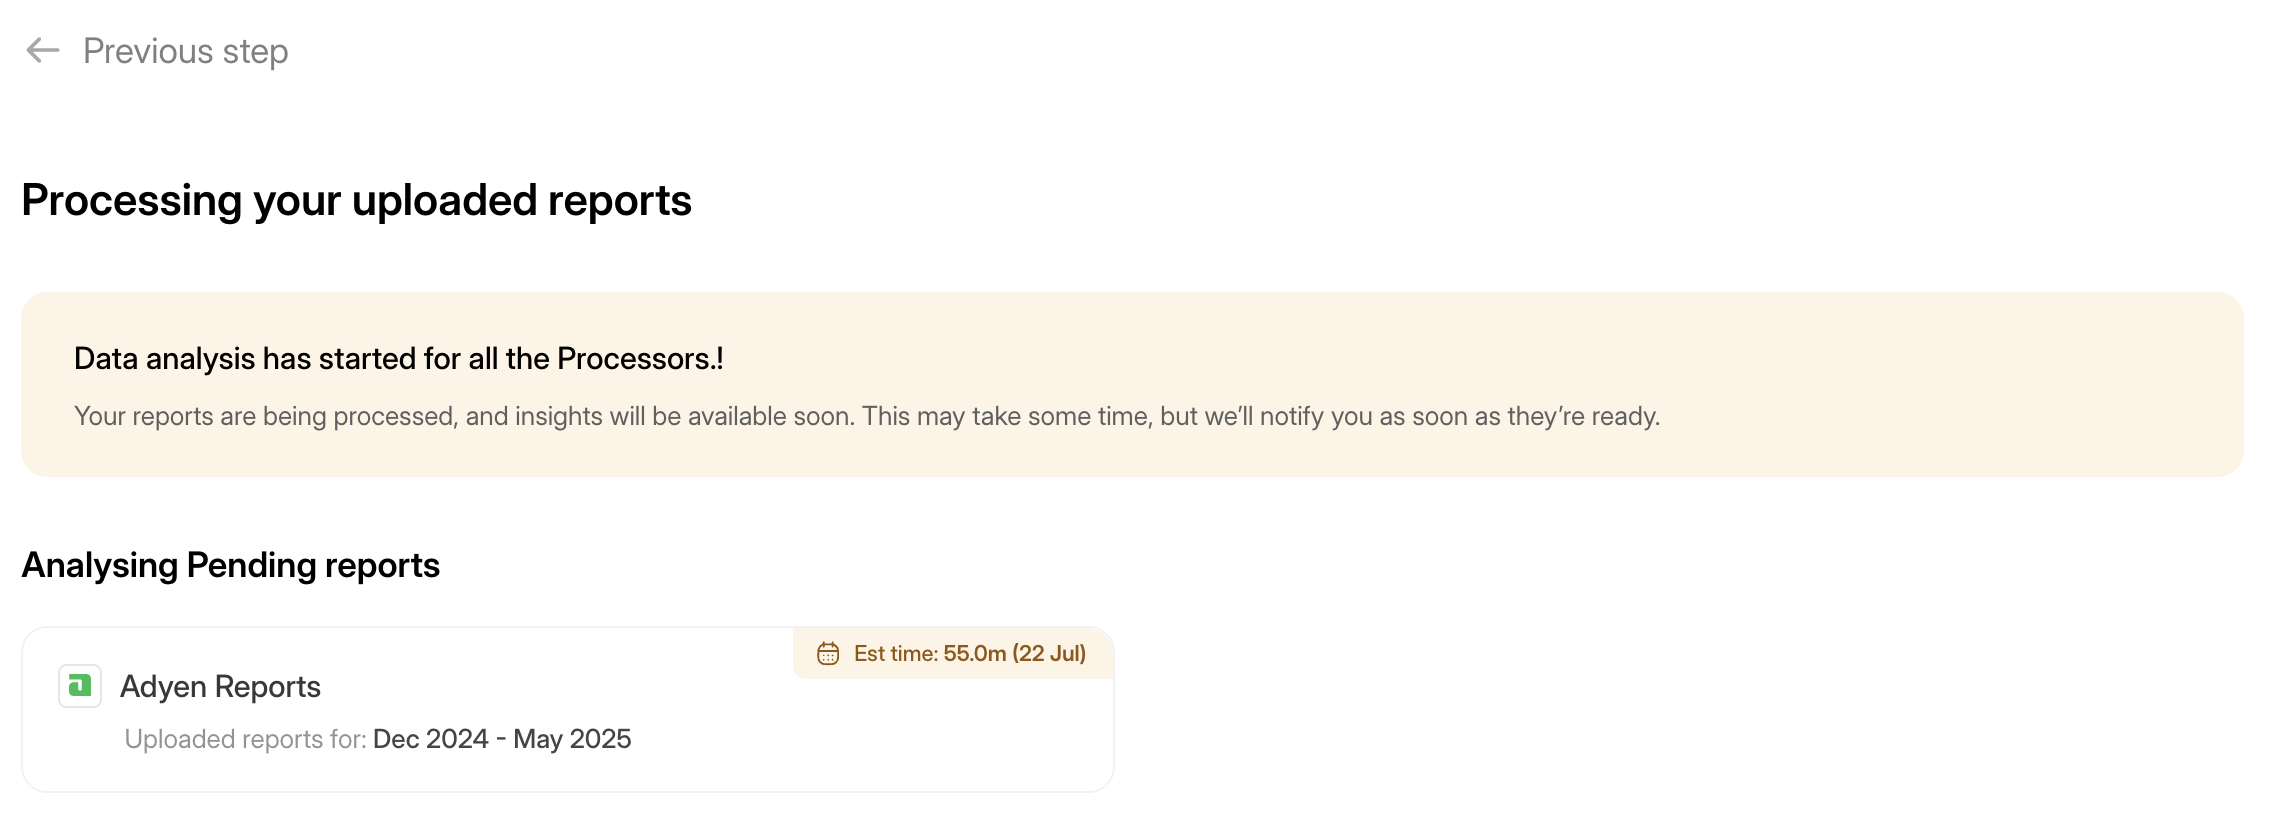 Previous step
Processing your uploaded reports
Data analysis has started for all the Processors.!
Your reports are being processed, and insights will be available soon. This may take some time, but we’ll notify you as soon as they’re ready.
Analysing Pending reports
Est time: 55.0m (22 Jul)
Adyen Reports
Uploaded reports for: Dec 2024 - May 2025